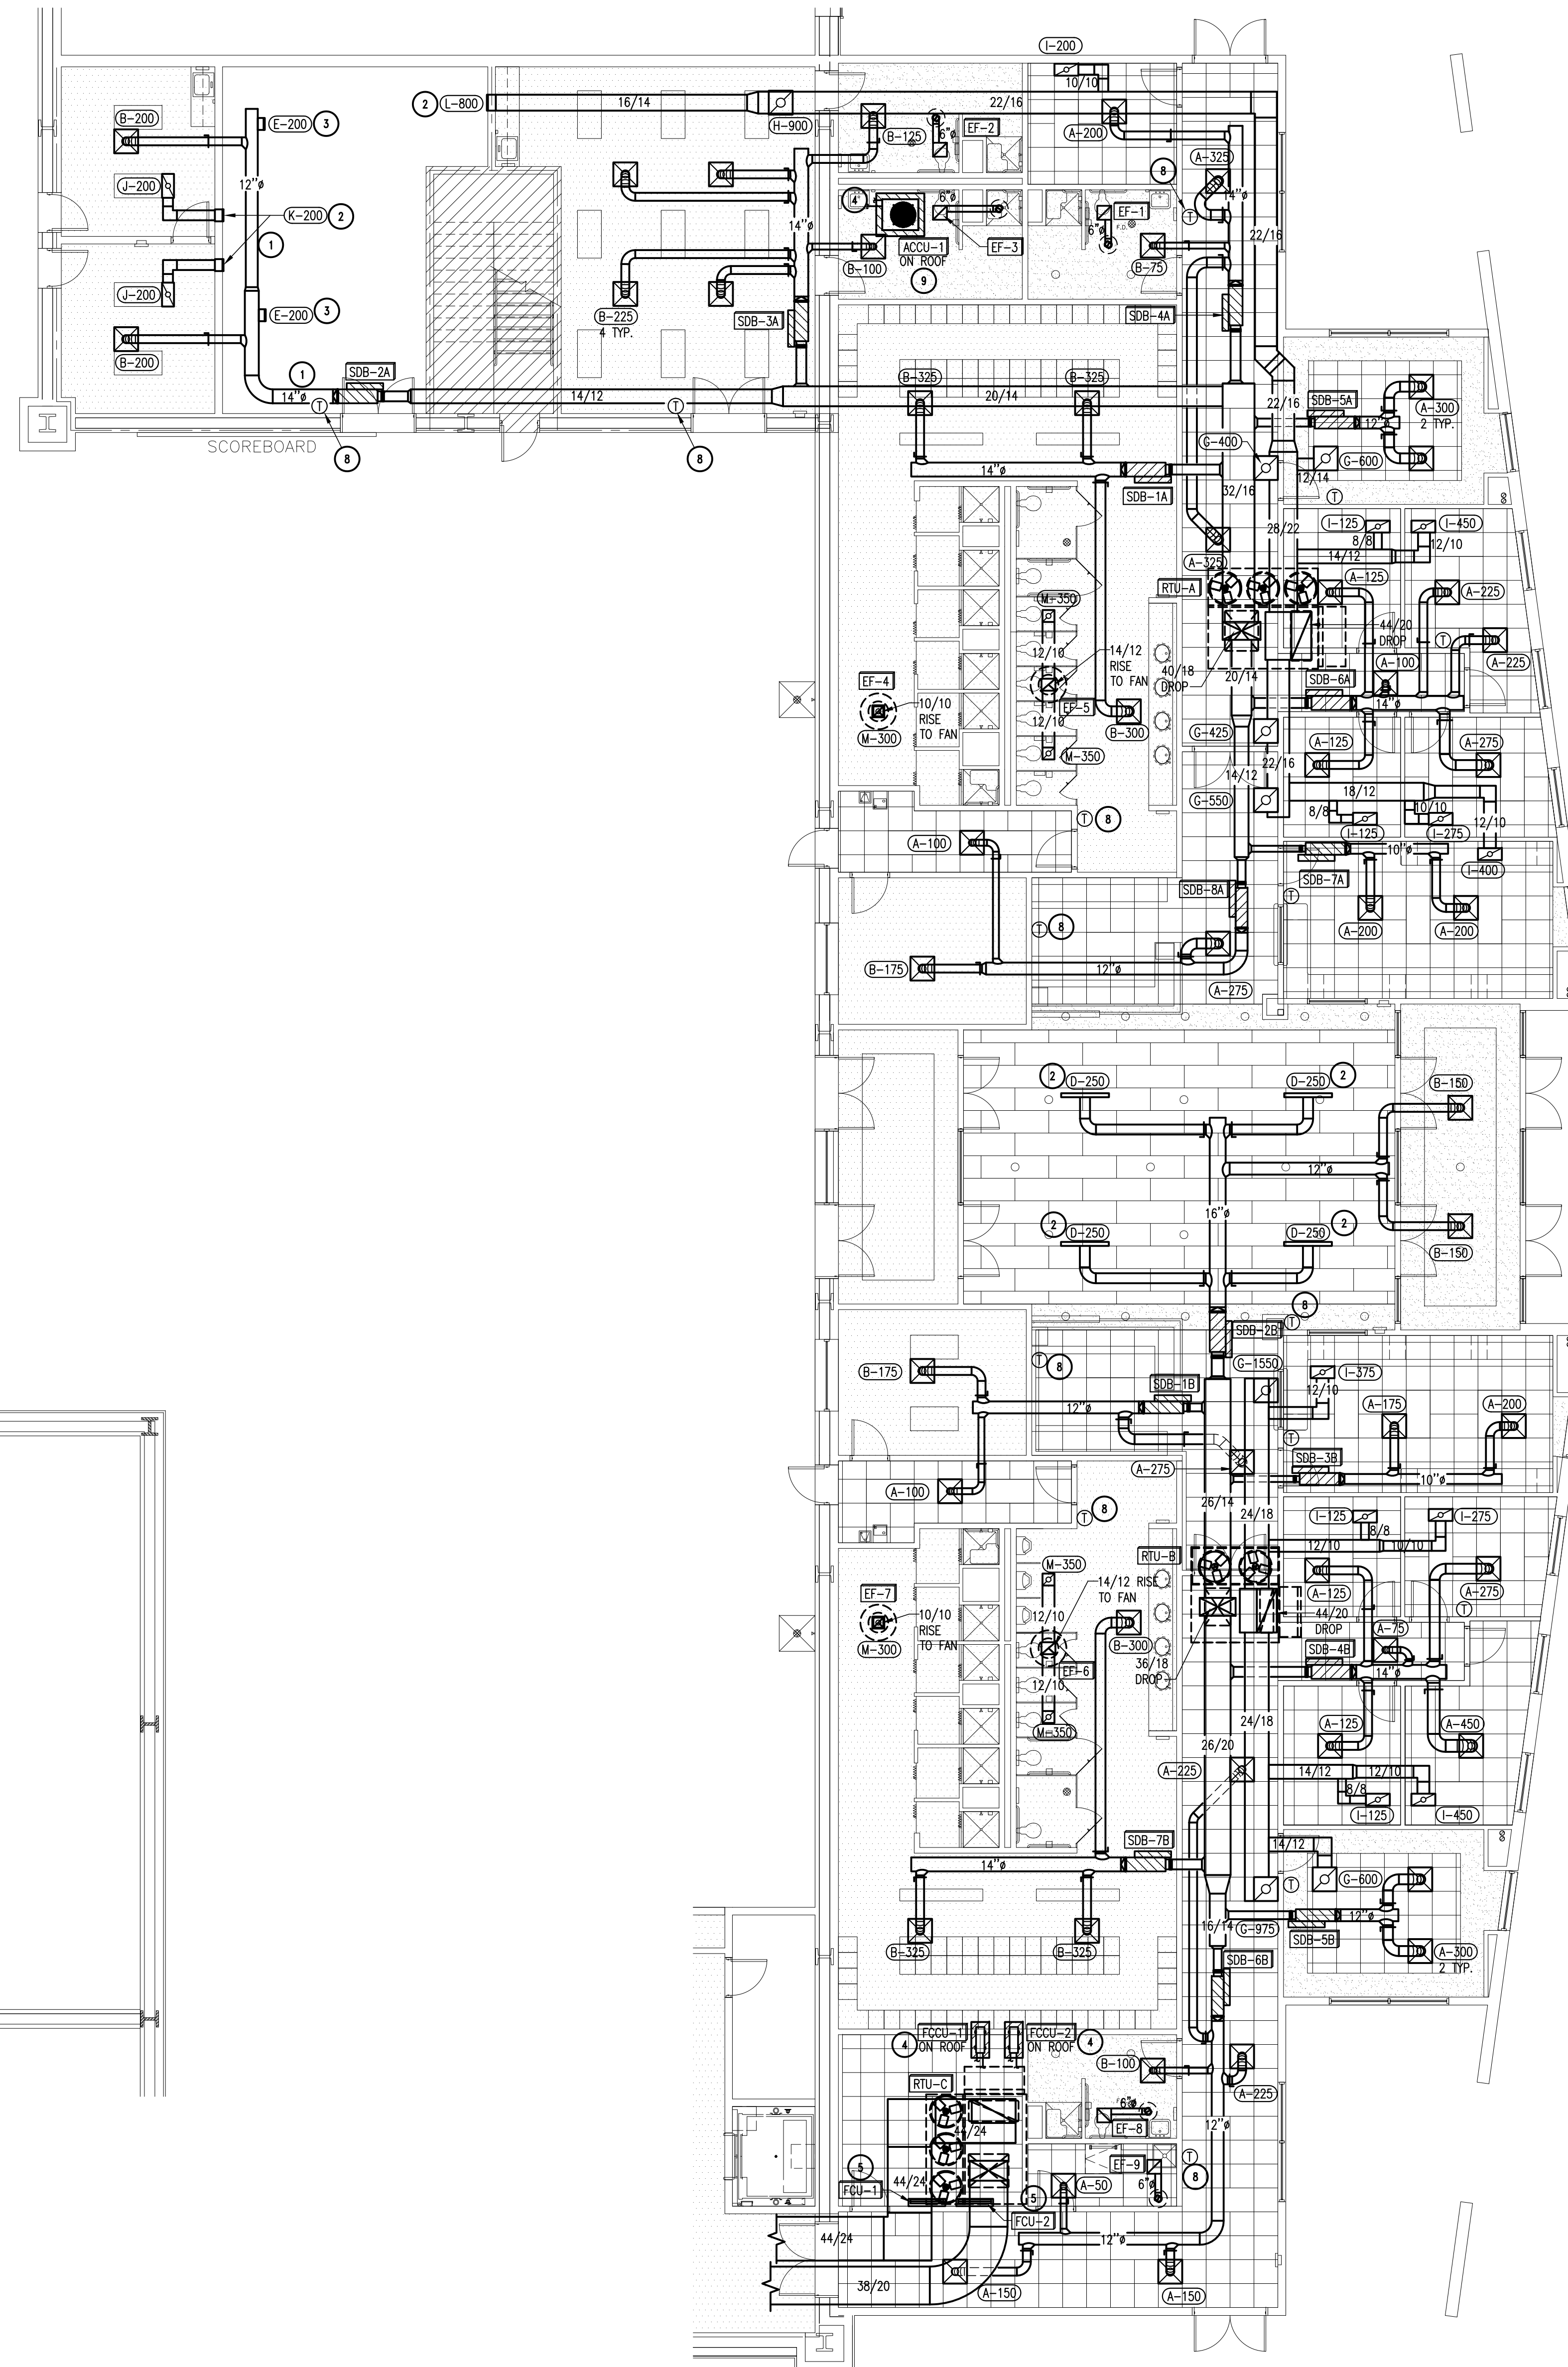 I-200
10/10
2
L-800
16/14
H-900
22/16
B-200
E-200
3
B-125
6"ø
EF-2
A-200
A-325
8
12"ø
J-200
K-200
2
1
14"ø
4
6"ø
EF-1
6"ø
F.D.
14"ø
T
22/16
ACCU-1
ON ROOF
EF-3
B-100
9
B-75
J-200
E-200
3
B-225
4 TYP.
SDB-3A
SDB-4A
B-200
1
SDB-2A
14"ø
T
14/12
T
B-325
20/14
B-325
22/16
SDB-5A
12"ø
A-300
2 TYP.
SCOREBOARD
8
8
14"ø
SDB-1A
G-400
32/16
G-600
12/14
T
28/22
I-125
8/8
I-450
12/10
14/12
A-325
RTU-A
A-125
A-225
M-350
12/10
14/12
RISE
TO FAN
44/20
DROP
T
A-225
EF-4
10/10
RISE
TO FAN
M-300
12/10
EF-5
40/18
DROP
20/14
A-100
SDB-6A
14"ø
M-350
B-300
G-425
A-125
A-275
22/16
14/12
18/12
G-550
8/8
10/10
12/10
T
8
I-125
I-275
A-100
10"ø
I-400
SDB-7A
SDB-8A
T
T
8
A-200
A-200
B-175
12"ø
A-275
2
D-250
D-250
2
B-150
12"ø
16"ø
2
D-250
D-250
2
B-150
8
T
SDB-2B
B-175
T
8
G-1550
I-375
12/10
SDB-1B
12"ø
A-175
A-200
T
A-275
SDB-3B
10"ø
A-100
8
T
26/14
24/18
I-125
8/8
I-275
12/10
10/10
RTU-B
M-350
14/12 RISE
TO FAN
EF-7
10/10
RISE
TO FAN
M-300
12/10
B-300
A-125
A-275
44/20
DROP
T
A-75
EF-6
12/10
36/18
DROP
SDB-4B
14"ø
M-350
24/18
A-125
A-450
26/20
A-225
14/12
12/10
8/8
I-125
I-450
14/12
SDB-7B
14"ø
G-600
T
B-325
B-325
16/14
G-975
12"ø
SDB-5B
A-300
2 TYP.
SDB-6B
4
FCCU-1
ON ROOF
FCCU-2
ON ROOF
4
B-100
RTU-C
A-225
6"ø
EF-8
12"ø
44/24
5
44/24
FCU-1
5
FCU-2
A-50
EF-9
6"ø
T
8
44/24
12"ø
38/20
A-150
A-150